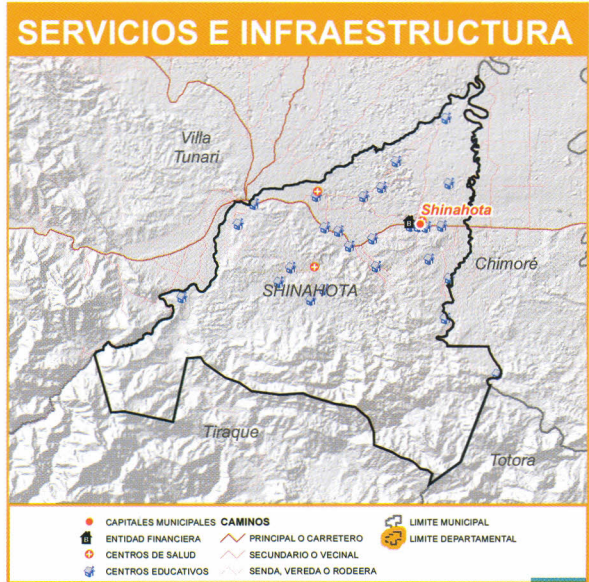 SERVICIOS E INFRAESTRUCTURA
Villa
Tunari
Shinahota
Chimoré
SHINAHOTA
Tiraque
Totora
CAPITALES MUNICIPALES
ENTIDAD FINANCIERA
CENTROS DE SALUD
CENTROS EDUCATIVOS
CAMINOS
PRINCIPAL O CARRETERO
SECUNDARIO O VECINAL
SENDA, VEREDA O RODEERA
LIMITE MUNICIPAL
LIMITE DEPARTAMENTAL